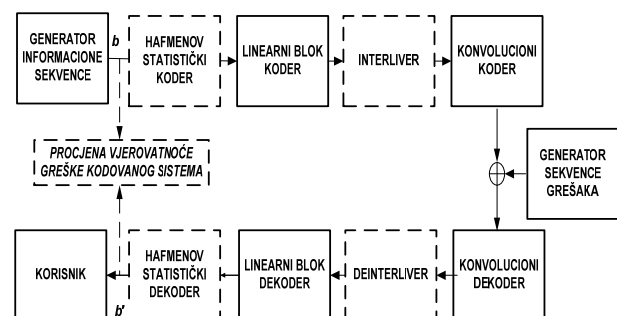 GENERATOR
INFORMACIONE
SEKVENCE
b
HAFMENOV
STATISTIČKI
KODER
LINEARNI BLOK
KODER
INTERLIVER
KONVOLUCIONI
KODER
PROCJENA VJEROVATNOĆE
GREŠKE KODOVANOG SISTEMA
GENERATOR
SEKVENCE
GREŠAKA
KORISNIK
b'
HAFMENOV
STATISTIČKI
DEKODER
LINEARNI BLOK
DEKODER
DEINTERLIVER
KONVOLUCIONI
DEKODER